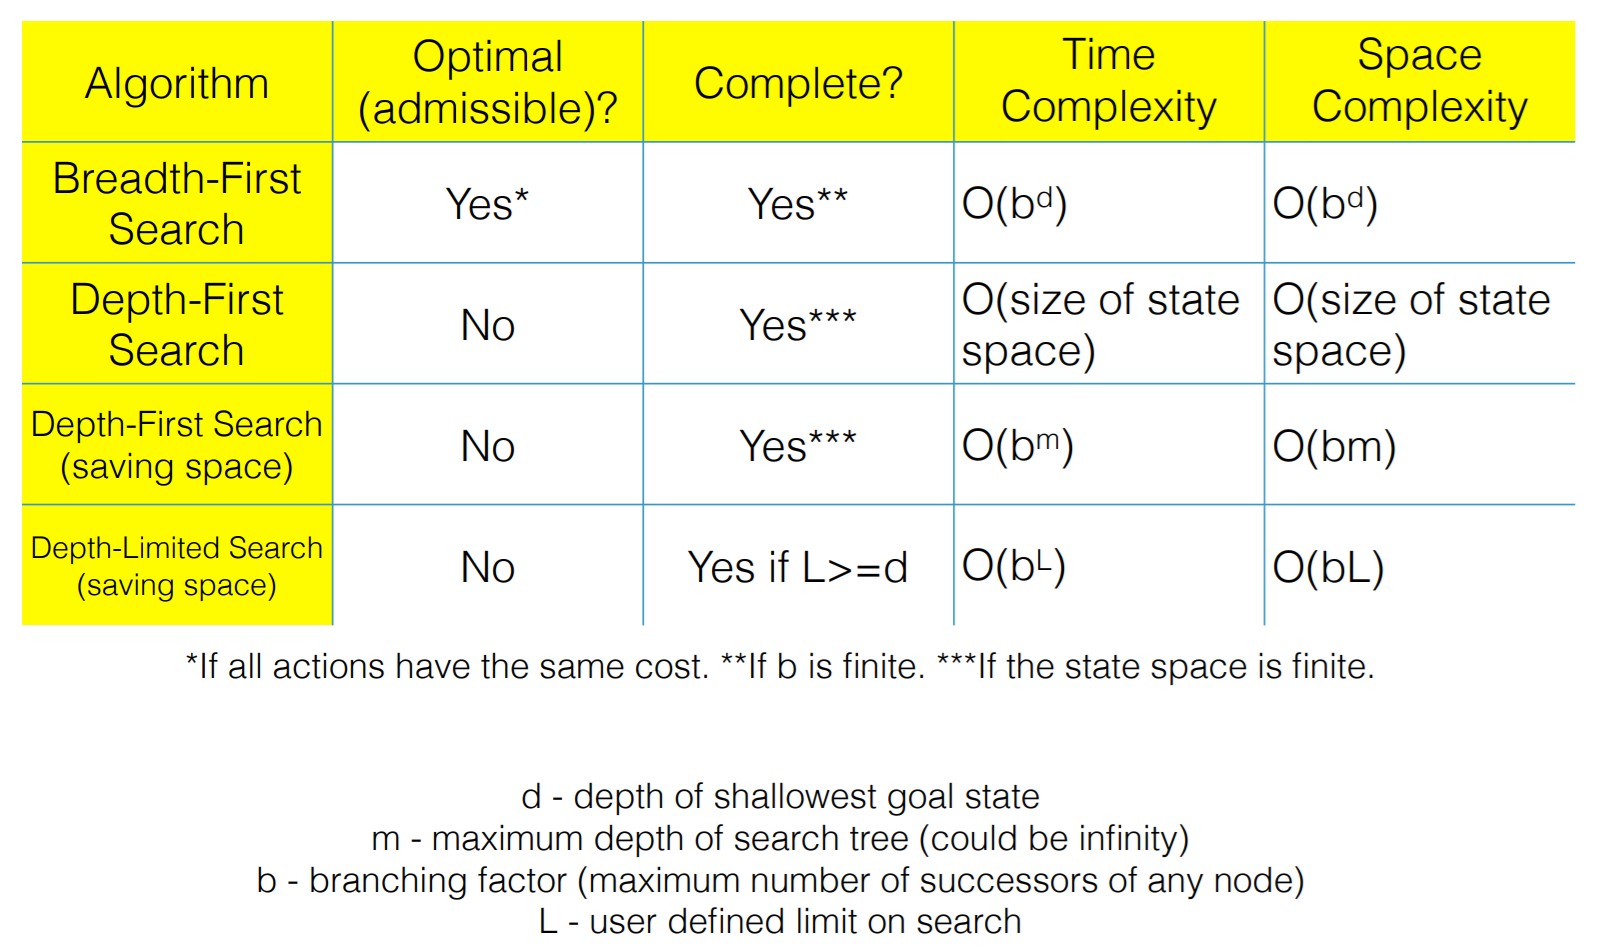 Algorithm
Optimal
(admissible)?
Complete?
Time
Complexity
Space
Complexity
Breadth-First
Search
Yes*
Yes**
O(bᵈ)
O(bᵈ)
Depth-First
Search
No
Yes***
O(size of state
space)
O(size of state
space)
Depth-First Search
(saving space)
No
Yes***
O(bᵐ)
O(bm)
Depth-Limited Search
(saving space)
No
Yes if L>=d
O(bᴸ)
O(bL)
*If all actions have the same cost. **If b is finite. ***If the state space is finite.
d - depth of shallowest goal state
m - maximum depth of search tree (could be infinity)
b - branching factor (maximum number of successors of any node)
L - user defined limit on search